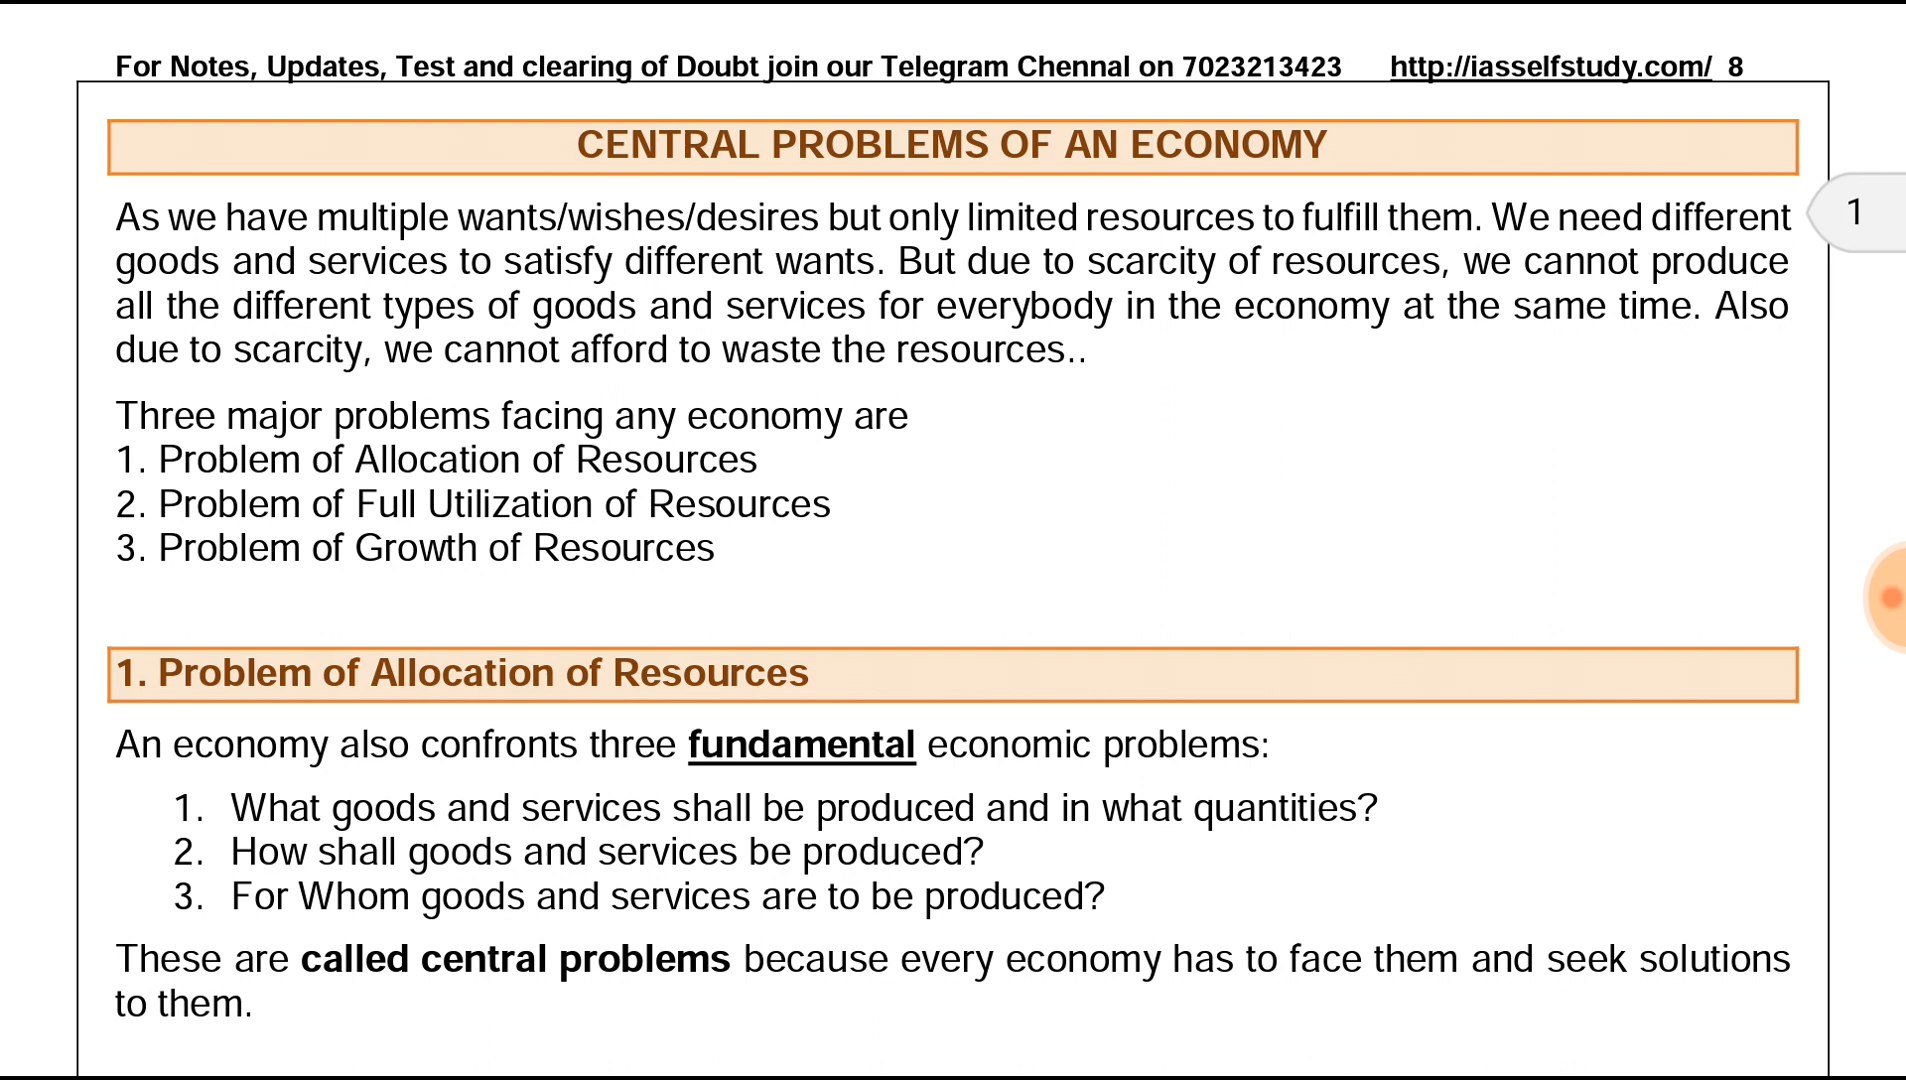 For Notes, Updates, Test and clearing of Doubt join our Telegram Chennal on 7023213423 http://iasselfstudy.com/ 8
CENTRAL PROBLEMS OF AN ECONOMY
As we have multiple wants/wishes/desires but only limited resources to fulfill them. We need different
goods and services to satisfy different wants. But due to scarcity of resources, we cannot produce
all the different types of goods and services for everybody in the economy at the same time. Also
due to scarcity, we cannot afford to waste the resources..
1
Three major problems facing any economy are
1. Problem of Allocation of Resources
2. Problem of Full Utilization of Resources
3. Problem of Growth of Resources
1. Problem of Allocation of Resources
An economy also confronts three fundamental economic problems:
1. What goods and services shall be produced and in what quantities?
2. How shall goods and services be produced?
3. For Whom goods and services are to be produced?
These are called central problems because every economy has to face them and seek solutions
to them.